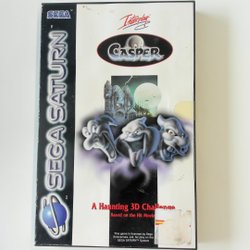 SEGA
SEGA SATURN
Interplay
CASPER
A Haunting 3D Challenge
Based on the Hit Movie